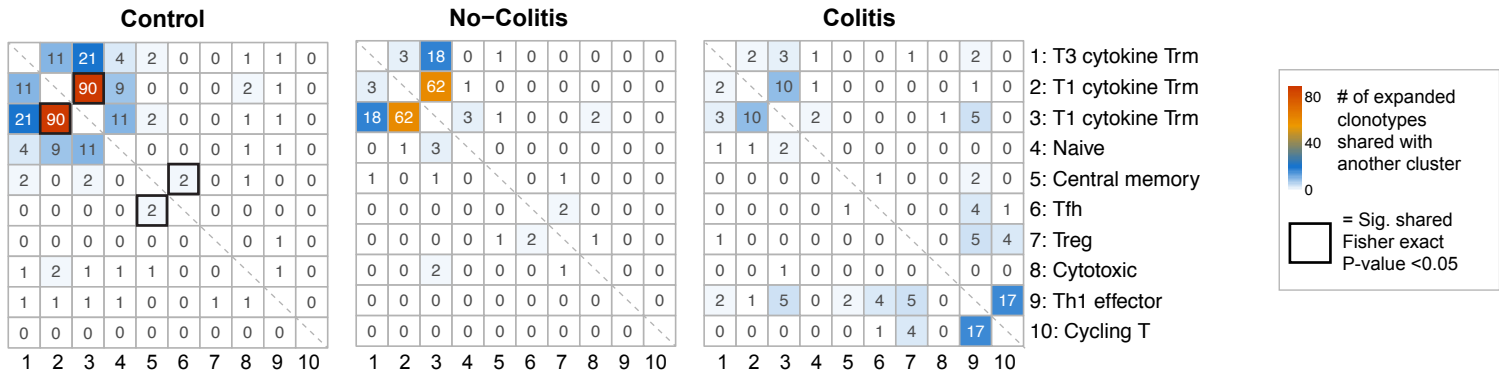 Control No−Colitis Colitis
11 21 4 2 0 0 1 1 0 3 18 0 1 0 0 0 0 0 2 3 1 0 0 1 0 2 0 1: T3 cytokine Trm
11 90 9 0 0 0 2 1 0 3 62 1 0 0 0 0 0 0 2 10 1 0 0 0 0 1 0 2: T1 cytokine Trm
21 90 11 2 0 0 1 1 0 18 62 3 1 0 0 2 0 0 3 10 2 0 0 0 1 5 0 3: T1 cytokine Trm
4 9 11 0 0 0 1 0 0 0 1 3 0 0 0 0 0 0 1 1 2 0 0 0 0 0 0 4: Naive
2 0 2 0 2 0 1 0 0 1 0 1 0 0 1 0 0 0 0 0 0 0 1 0 0 2 0 5: Central memory
0 0 0 0 2 0 0 0 0 0 0 0 0 0 2 0 0 0 0 0 0 0 1 0 0 4 1 6: Tfh
0 0 0 0 0 0 0 1 0 0 0 0 0 1 2 1 0 0 1 0 0 0 0 0 0 5 4 7: Treg
1 2 1 1 1 0 0 1 0 0 0 2 0 0 0 1 0 0 0 0 1 0 0 0 0 0 0 8: Cytotoxic
1 1 1 0 0 0 1 1 0 0 0 0 0 0 0 0 0 0 2 1 5 0 2 4 5 0 17 9: Th1 effector
0 0 0 0 0 0 0 0 0 0 0 0 0 0 0 0 0 0 0 0 0 0 0 1 4 0 17 10: Cycling T
1 2 3 4 5 6 7 8 9 10 1 2 3 4 5 6 7 8 9 10 1 2 3 4 5 6 7 8 9 10
80
40
0
# of expanded
clonotypes
shared with
another cluster
= Sig. shared
Fisher exact
P-value <0.05